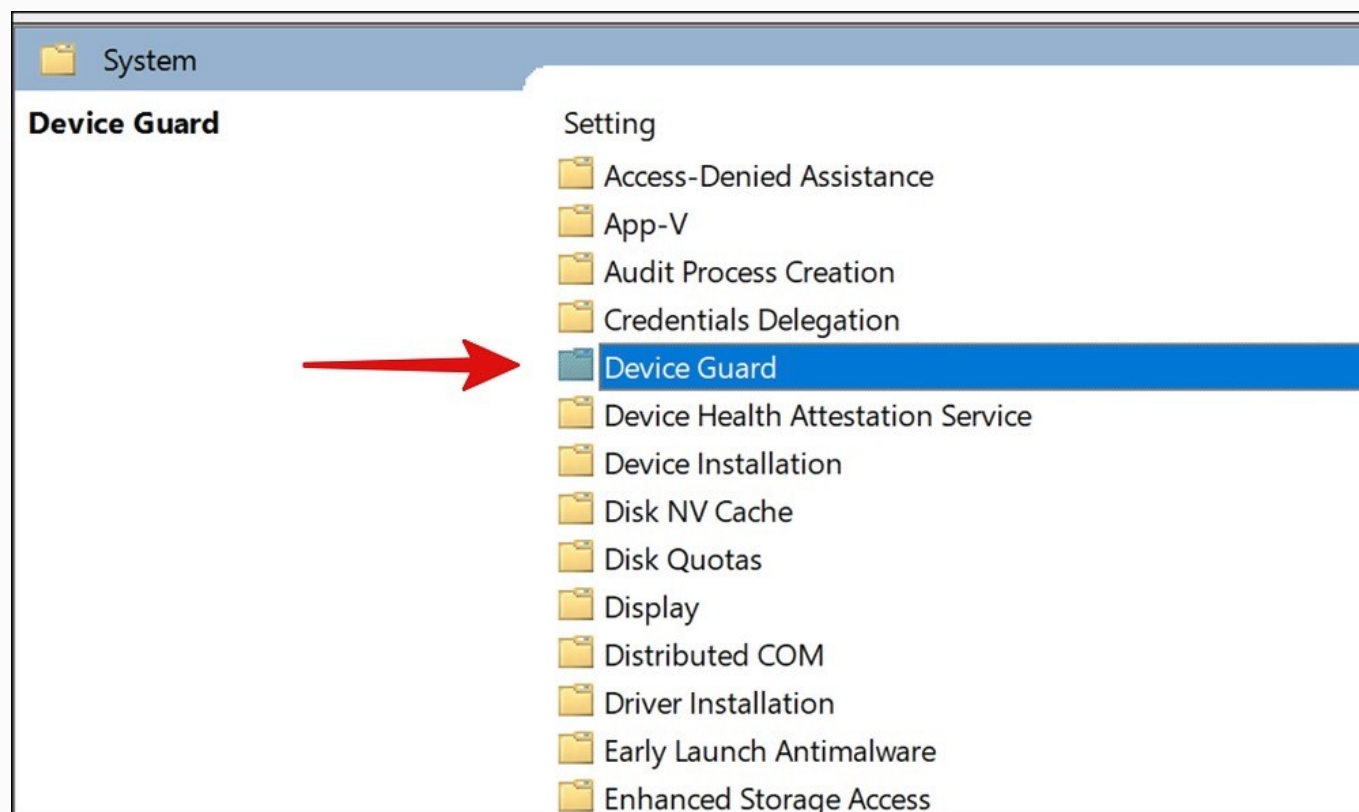 System
Device Guard
Setting
Access-Denied Assistance
App-V
Audit Process Creation
Credentials Delegation
Device Guard
Device Health Attestation Service
Device Installation
Disk NV Cache
Disk Quotas
Display
Distributed COM
Driver Installation
Early Launch Antimalware
Enhanced Storage Access